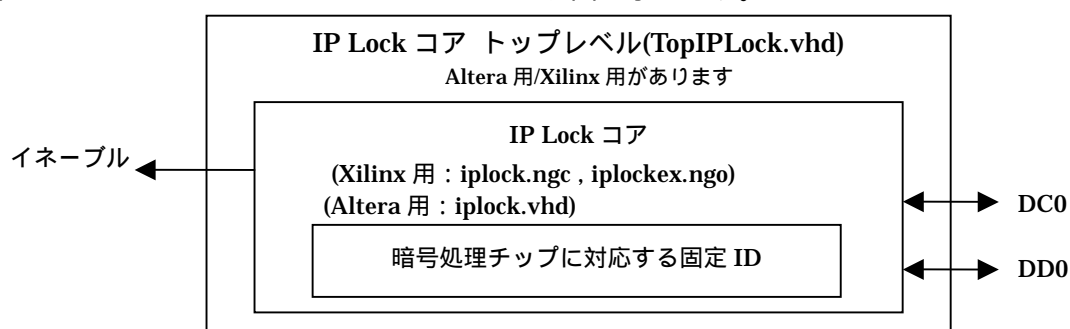 IP Lock コア トップレベル(TopIPLock.vhd)
Altera 用/Xilinx 用があります
IP Lock コア
イネーブル
(Xilinx 用：iplock.ngc , iplockex.ngo)
(Altera 用：iplock.vhd)
DC0
暗号処理チップに対応する固定 ID
DD0